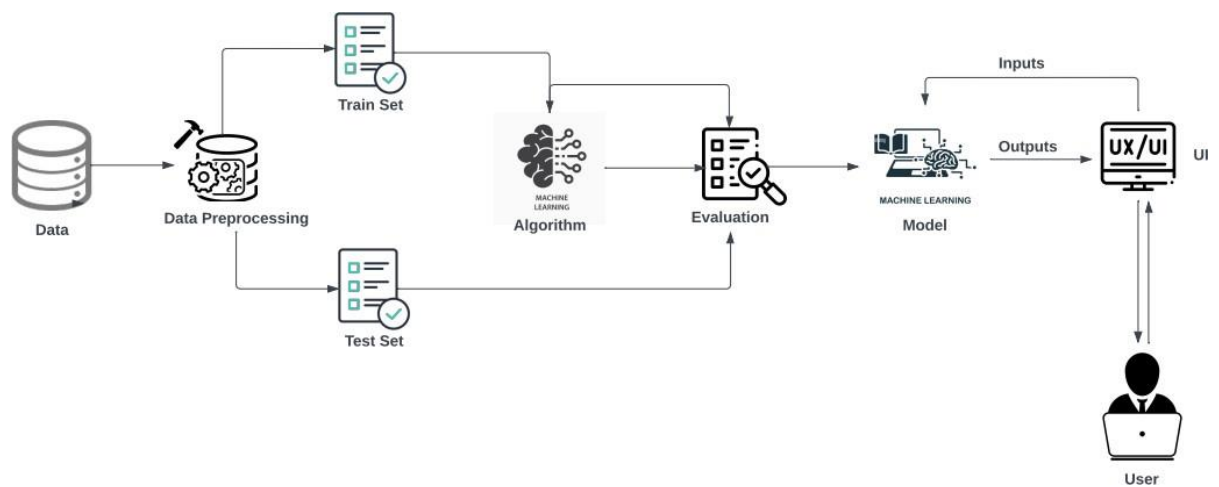 Train Set
Inputs
UX/UI
UI
MACHINE
LEARNING
Outputs
Data Preprocessing
Algorithm
Evaluation
MACHINE LEARNING
Model
Data
Test Set
User